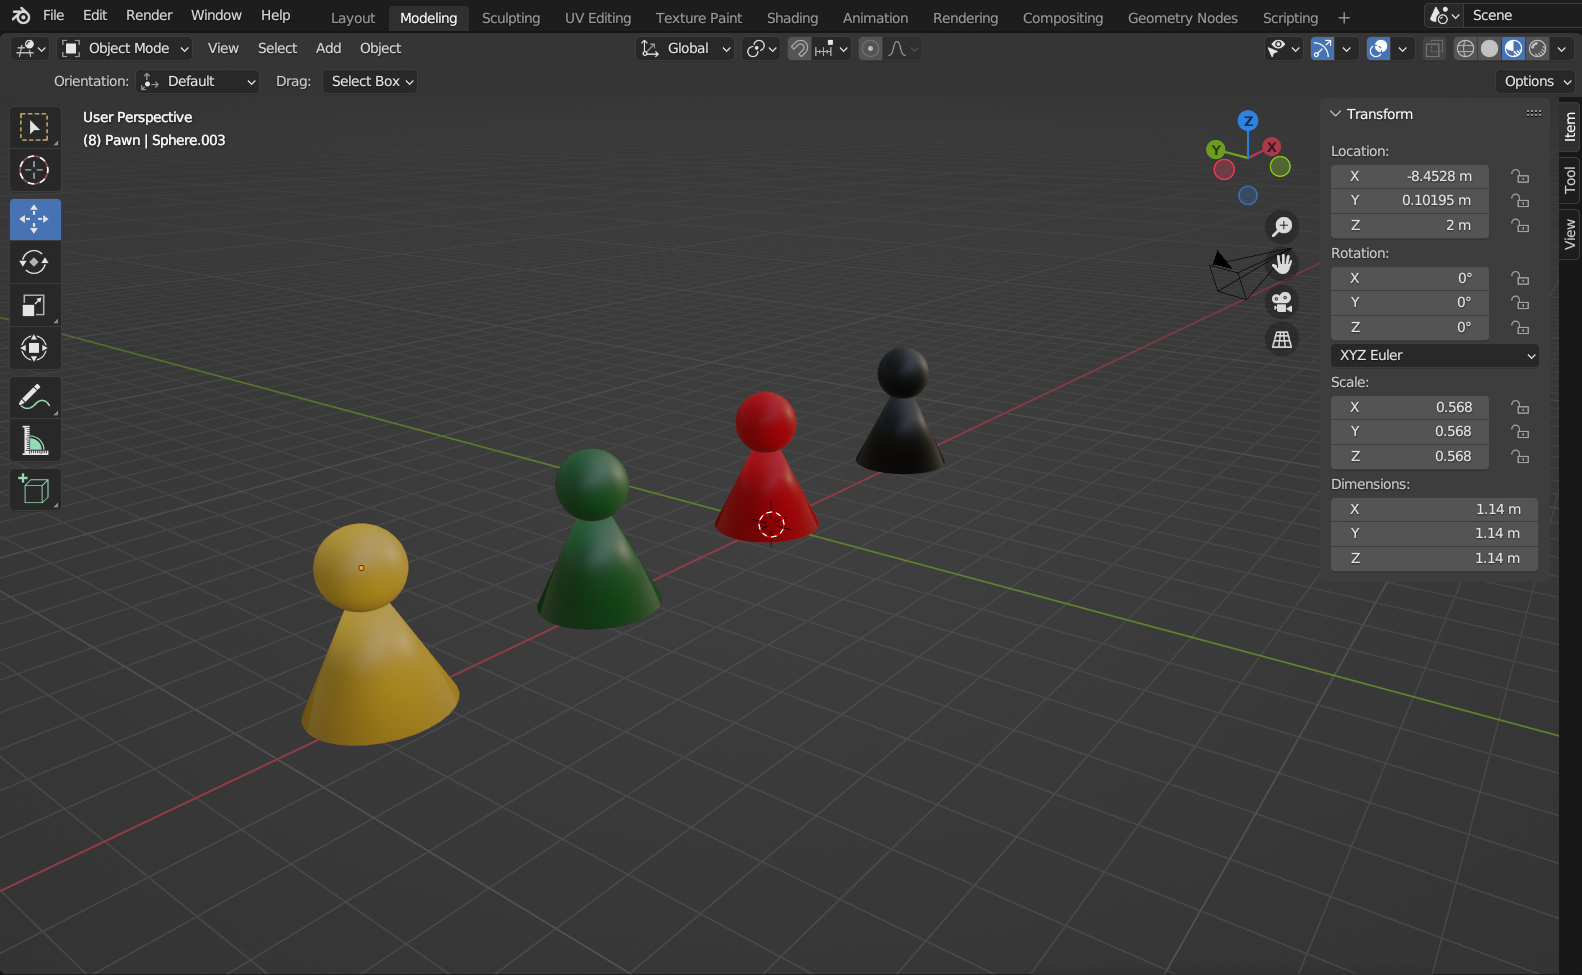 File Edit Render Window Help Layout Modeling Sculpting UV Editing Texture Paint Shading Animation Rendering Compositing Geometry Nodes Scripting + Scene
Object Mode View Select Add Object Global
Orientation: Default Drag: Select Box Options
User Perspective
(8) Pawn | Sphere.003
Z
Y
X
Transform
Location:
X -8.4528 m
Y 0.10195 m
Z 2 m
Rotation:
X 0°
Y 0°
Z 0°
XYZ Euler
Scale:
X 0.568
Y 0.568
Z 0.568
Dimensions:
X 1.14 m
Y 1.14 m
Z 1.14 m
Item
Tool
View